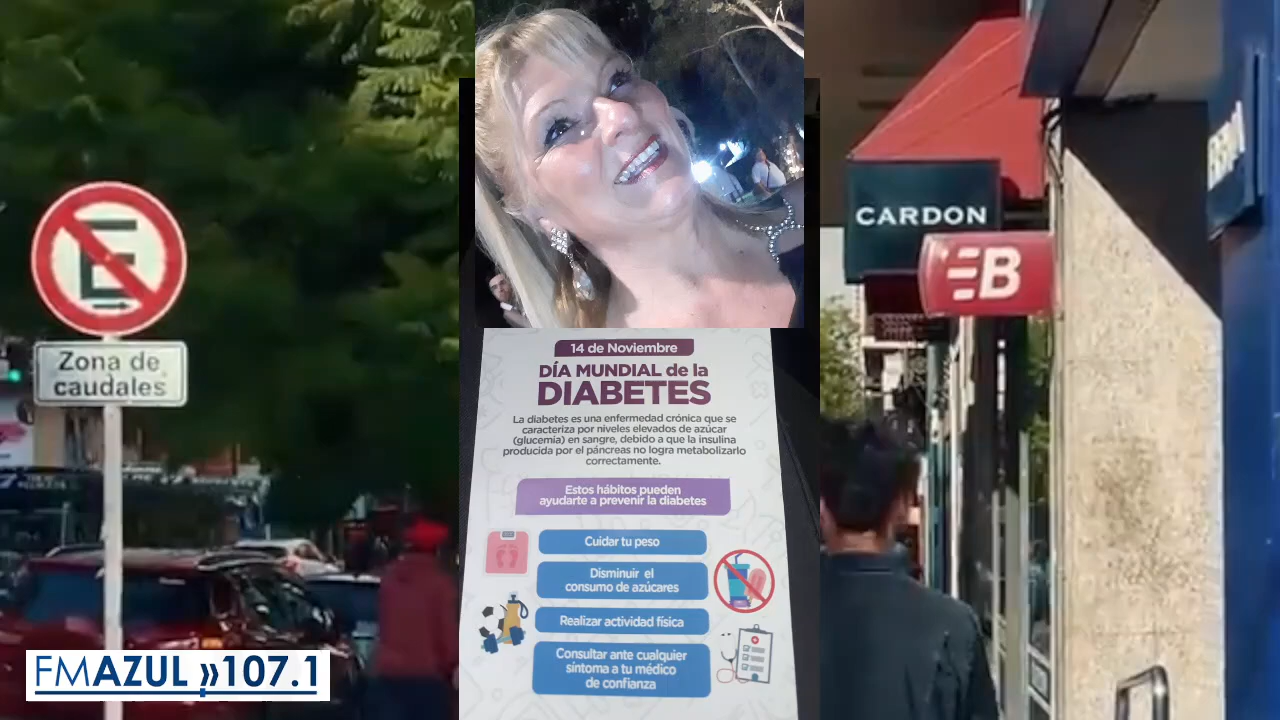 E
Zona de
caudales
CARDON
B
14 de Noviembre
DÍA MUNDIAL de la
DIABETES
La diabetes es una enfermedad crónica que se
caracteriza por niveles elevados de azúcar
(glucemia) en sangre, debido a que la insulina
producida por el páncreas no logra metabolizarlo
correctamente.
Estos hábitos pueden
ayudarte a prevenir la diabetes
Cuidar tu peso
Disminuir el
consumo de azúcares
Realizar actividad física
Consultar ante cualquier
síntoma a tu médico
de confianza
FMAZUL »107.1